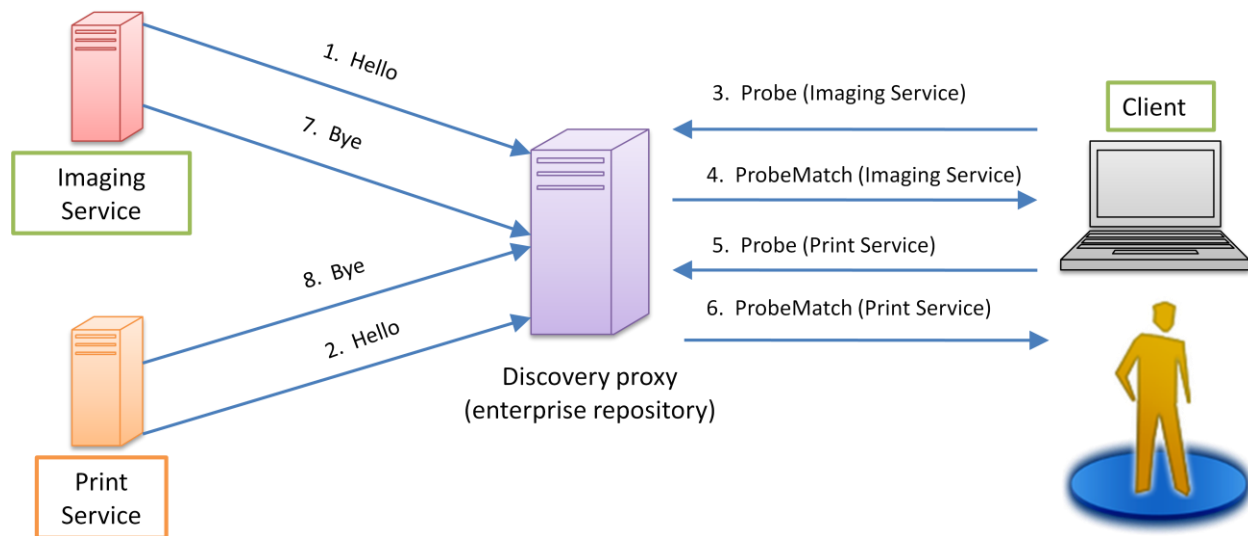 1. Hello
7. Bye
Imaging
Service
8. Bye
2. Hello
Print
Service
Discovery proxy
(enterprise repository)
3. Probe (Imaging Service)
4. ProbeMatch (Imaging Service)
5. Probe (Print Service)
6. ProbeMatch (Print Service)
Client